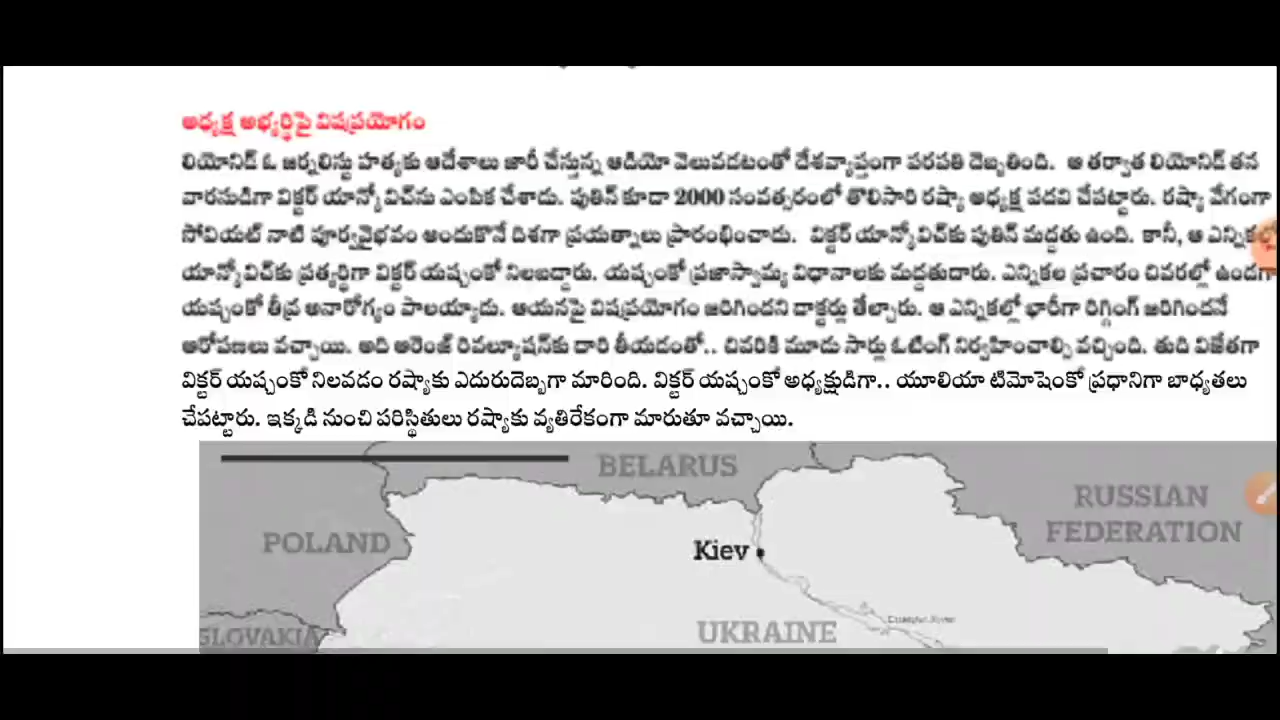 అధ్యక్ష అభ్యర్థిపై విషప్రయోగం
లియోనిడ్ ఓ జర్నలిస్టు హత్యకు ఆదేశాలు జారీ చేస్తున్న ఆడియో వెలువడటంతో దేశవ్యాప్తంగా పరపతి దెబ్బతింది. ఆ తర్వాత లియోనిడ్ తన
వారసుడిగా విక్టర్ యాన్కోవిచ్‌ను ఎంపిక చేశాడు. పుతిన్ కూడా 2000 సంవత్సరంలో తొలిసారి రష్యా అధ్యక్ష పదవి చేపట్టారు. రష్యా వేగంగా
సోవియట్ నాటి పూర్వవైభవం అందుకొనే దిశగా ప్రయత్నాలు ప్రారంభించాడు. విక్టర్ యాన్కోవిచ్‌కు పుతిన్ మద్దతు ఉంది. కానీ, ఆ
యాన్కోవిచ్‌కు ప్రత్యర్థిగా విక్టర్ యష్చంకో నిలబడ్డారు. యష్చంకో ప్రజాస్వామ్య విధానాలకు మద్దతుదారు. ఎన్నికల ప్రచారం చివరల్లో ఉండగా
యష్చంకో తీవ్ర అనారోగ్యం పాలయ్యాడు. ఆయనపై విషప్రయోగం జరిగిందని డాక్టర్లు తేల్చారు. ఆ ఎన్నికల్లో భారీగా రిగ్గింగ్ జరిగిందనే
ఆరోపణలు వచ్చాయి. అది ఆరెంజ్ రివల్యూషన్‌కు దారి తీయడంతో.. చివరికి మూడు సార్లు ఓటింగ్ నిర్వహించాల్సి వచ్చింది. తుది విజేతగా
విక్టర్ యష్చంకో నిలవడం రష్యాకు ఎదురుదెబ్బగా మారింది. విక్టర్ యష్చంకో అధ్యక్షుడిగా.. యూలియా టిమోషెంకో ప్రధానిగా బాధ్యతలు
చేపట్టారు. ఇక్కడి నుంచి పరిస్థితులు రష్యాకు వ్యతిరేకంగా మారుతూ వచ్చాయి.
BELARUS
RUSSIAN
FEDERATION
POLAND
Kiev
UKRAINE
SLOVAKIA